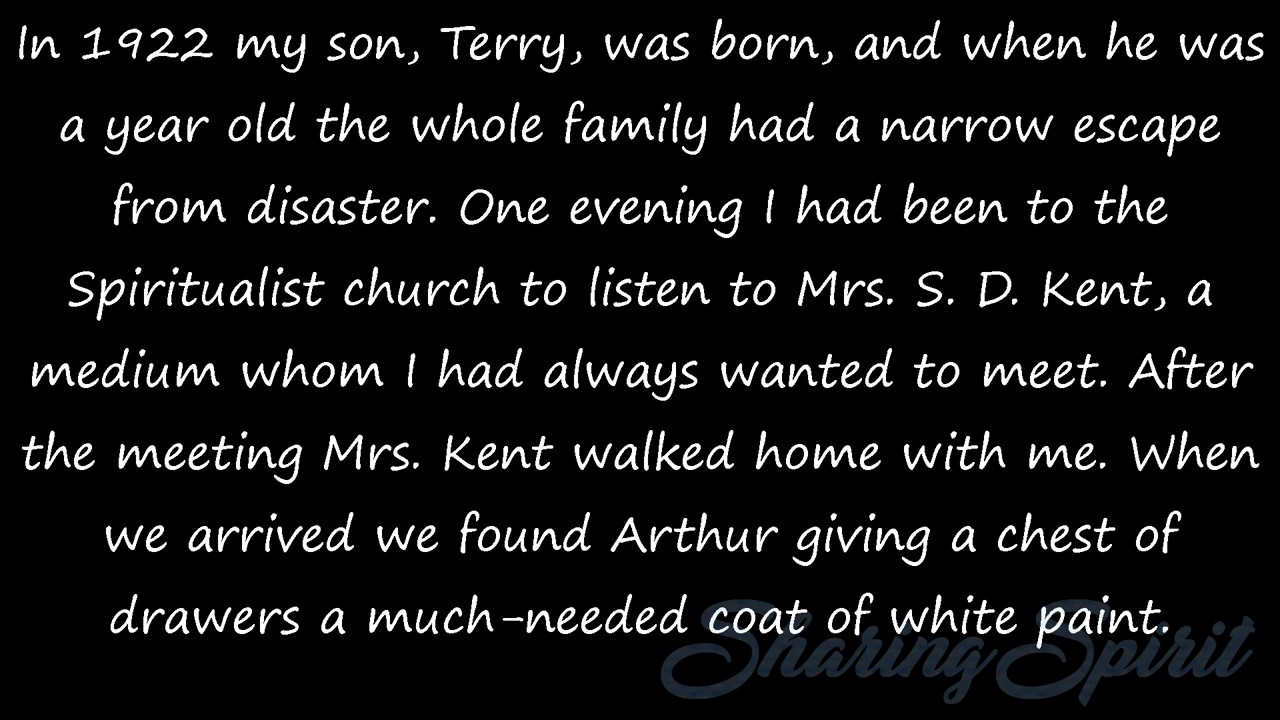 In 1922 my son, Terry, was born, and when he was
a year old the whole family had a narrow escape
from disaster. One evening I had been to the
Spiritualist church to listen to Mrs. S. D. Kent, a
medium whom I had always wanted to meet. After
the meeting Mrs. Kent walked home with me. When
we arrived we found Arthur giving a chest of
drawers a much-needed coat of white paint.
Sharing Spirit